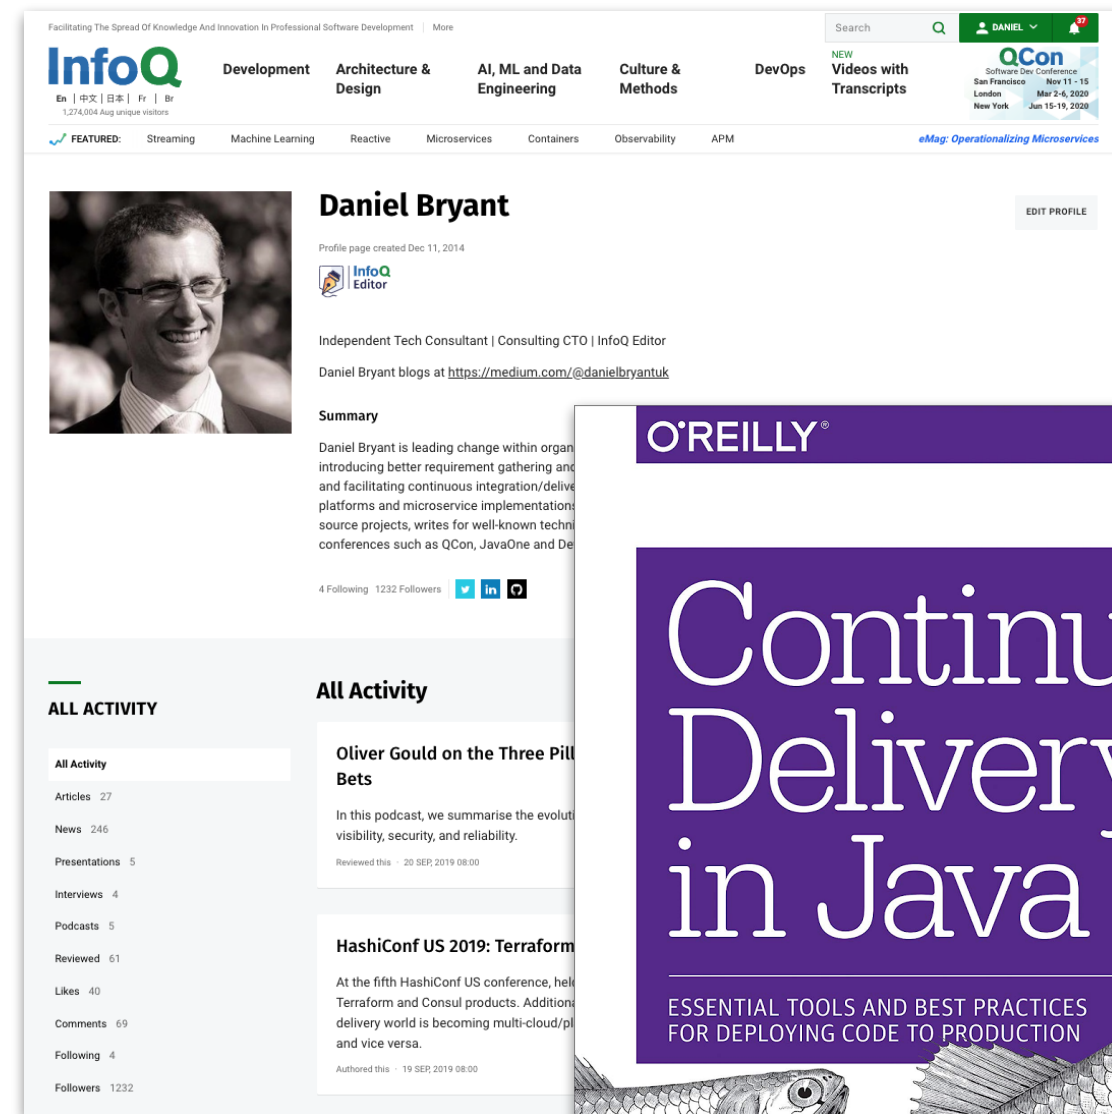 Facilitating The Spread Of Knowledge And Innovation In Professional Software Development
More
Search
DANIEL
37
InfoQ
En | 中文 | 日本 | Fr | Br
1,274,004 Aug unique visitors
Development
Architecture &
Design
AI, ML and Data
Engineering
Culture &
Methods
DevOps
NEW
Videos with
Transcripts
QCon
Software Dev Conference
San Francisco Nov 11 - 15
London Mar 2-6, 2020
New York Jun 15-19, 2020
FEATURED: Streaming Machine Learning Reactive Microservices Containers Observability APM
eMag: Operationalizing Microservices
Daniel Bryant
EDIT PROFILE
Profile page created Dec 11, 2014
InfoQ
Editor
Independent Tech Consultant | Consulting CTO | InfoQ Editor
Daniel Bryant blogs at https://medium.com/@danielbryantuk
Summary
Daniel Bryant is leading change within organ
introducing better requirement gathering and
and facilitating continuous integration/delive
platforms and microservice implementations
source projects, writes for well-known techni
conferences such as QCon, JavaOne and De
4 Following 1232 Followers
in
ALL ACTIVITY
All Activity
Articles 27
News 246
Presentations 5
Interviews 4
Podcasts 5
Reviewed 61
Likes 40
Comments 69
Following 4
Followers 1232
All Activity
Oliver Gould on the Three Pill
Bets
In this podcast, we summarise the evoluti
visibility, security, and reliability.
Reviewed this · 20 SEP, 2019 08:00
HashiConf US 2019: Terraform
At the fifth HashiConf US conference, held
Terraform and Consul products. Additiona
delivery world is becoming multi-cloud/pl
and vice versa.
Authored this · 19 SEP, 2019 08:00
O'REILLY®
Continu
Delivery
in Java
ESSENTIAL TOOLS AND BEST PRACTICES
FOR DEPLOYING CODE TO PRODUCTION